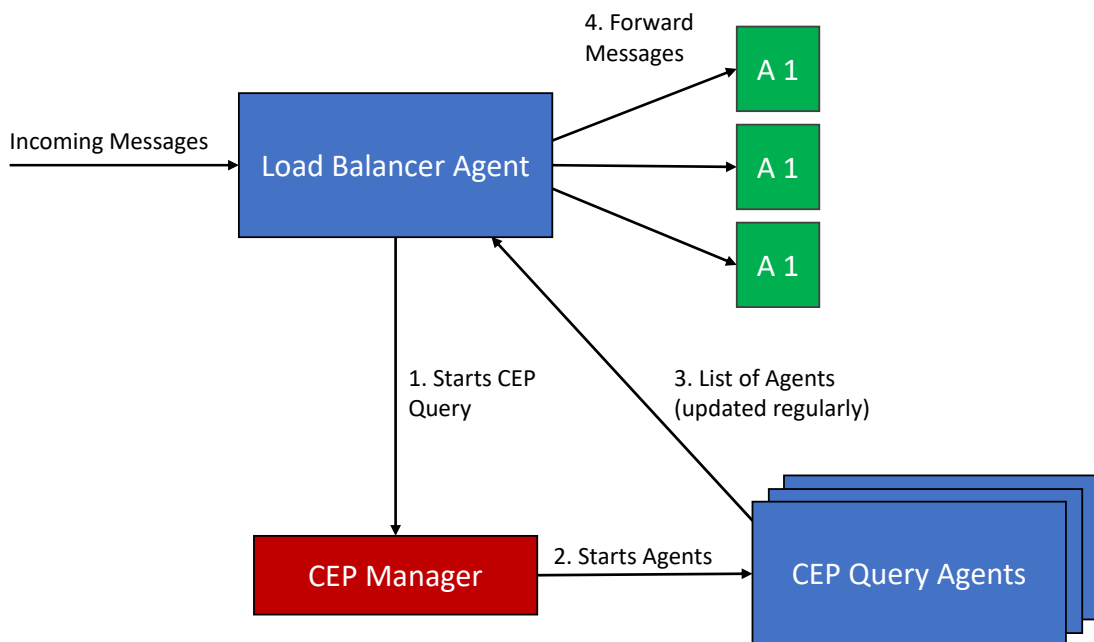 4. Forward
Messages
A 1
Incoming Messages
Load Balancer Agent
A 1
A 1
1. Starts CEP
Query
3. List of Agents
(updated regularly)
CEP Manager
2. Starts Agents
CEP Query Agents